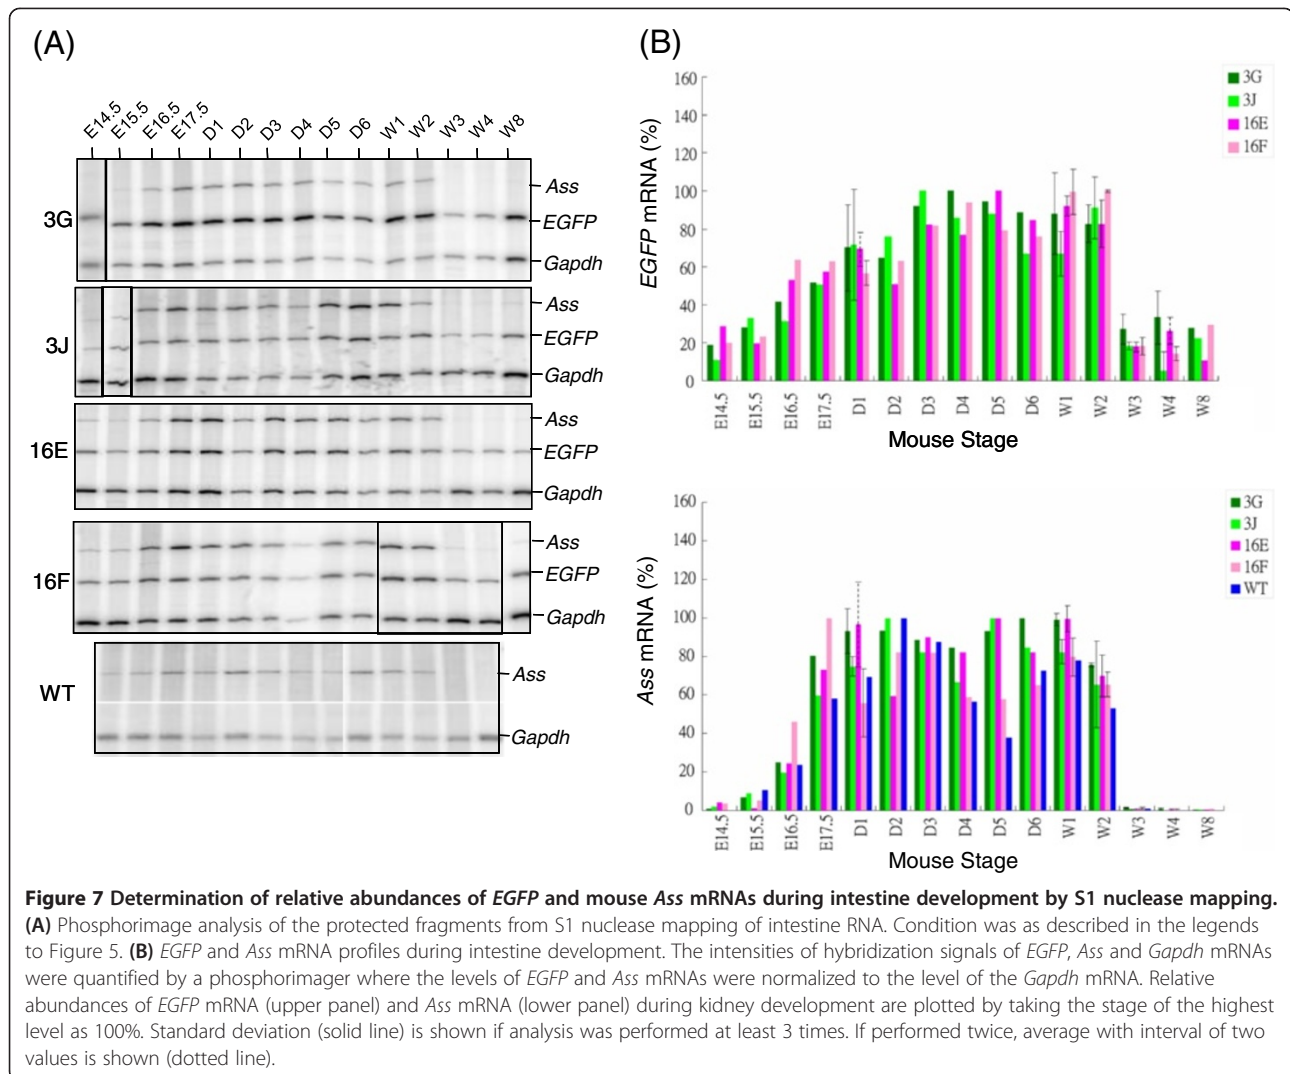 (A)
E14.5 E15.5 E16.5 E17.5 D1 D2 D3 D4 D5 D6 W1 W2 W3 W4 W8
3G
Ass
EGFP
Gapdh
3J
Ass
EGFP
Gapdh
16E
Ass
EGFP
Gapdh
16F
Ass
EGFP
Gapdh
WT
Ass
Gapdh
(B)
EGFP mRNA (%)
160
140
120
100
80
60
40
20
0
3G
3J
16E
16F
E14.5 E15.5 E16.5 E17.5 D1 D2 D3 D4 D5 D6 W1 W2 W3 W4 W8
Mouse Stage
Ass mRNA (%)
160
140
120
100
80
60
40
20
0
3G
3J
16E
16F
WT
E14.5 E15.5 E16.5 E17.5 D1 D2 D3 D4 D5 D6 W1 W2 W3 W4 W8
Mouse Stage
Figure 7 Determination of relative abundances of EGFP and mouse Ass mRNAs during intestine development by S1 nuclease mapping.
(A) Phosphorimage analysis of the protected fragments from S1 nuclease mapping of intestine RNA. Condition was as described in the legends
to Figure 5. (B) EGFP and Ass mRNA profiles during intestine development. The intensities of hybridization signals of EGFP, Ass and Gapdh mRNAs
were quantified by a phosphorimager where the levels of EGFP and Ass mRNAs were normalized to the level of the Gapdh mRNA. Relative
abundances of EGFP mRNA (upper panel) and Ass mRNA (lower panel) during kidney development are plotted by taking the stage of the highest
level as 100%. Standard deviation (solid line) is shown if analysis was performed at least 3 times. If performed twice, average with interval of two
values is shown (dotted line).